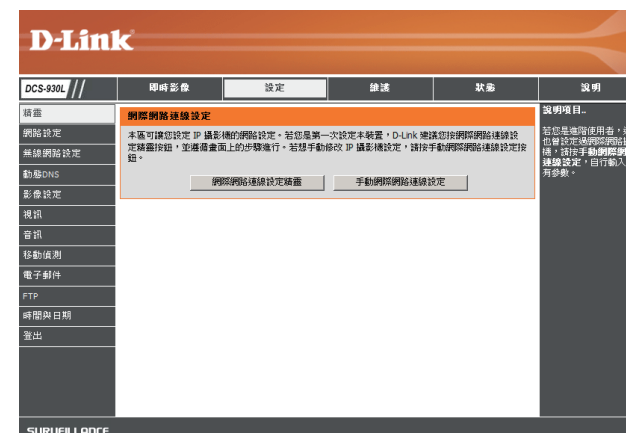 D-Link
DCS-930L
即時影像
設定
維護
狀態
說明
精靈
網路設定
無線網路設定
動態DNS
影像設定
視訊
音訊
移動偵測
電子郵件
FTP
時間與日期
登出
網際網路連線設定
本區可讓您設定 IP 攝影機的網路設定。若您是第一次設定本裝置，D-Link 建議您按網際網路連線設
定精靈按鈕，並遵循畫面上的步驟進行。若想手動修改 IP 攝影機設定，請按手動網際網路連線設定按
鈕。
網際網路連線設定精靈
手動網際網路連線設定
說明項目..
若您是進階使用者，
也曾設定過網際網路
機，請按手動網際網
連線設定，自行輸入
有參數。
SURVEILLANCE